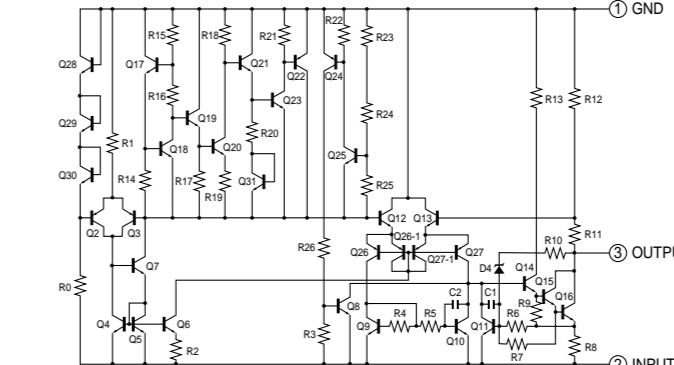 ① GND
R15 R18 R21 R22 R23
Q28 Q17 Q21 Q22 Q24
R16 Q23 R24 R13 R12
Q29 Q19
R1 R20
Q18 Q20 Q25
Q30 R14 R17 R19 Q31 R25
Q2 Q3 Q12 Q13 R11
Q26-1 R10
R26 Q26 Q27 ③ OUTPU
Q7 Q27-1 D4 Q14
R0 Q15
C2 C1 Q16
Q8 R9
Q4 Q5 Q6 R3 Q9 R4 R5 Q10 Q11 R6
R2 R7 R8
② INPUT